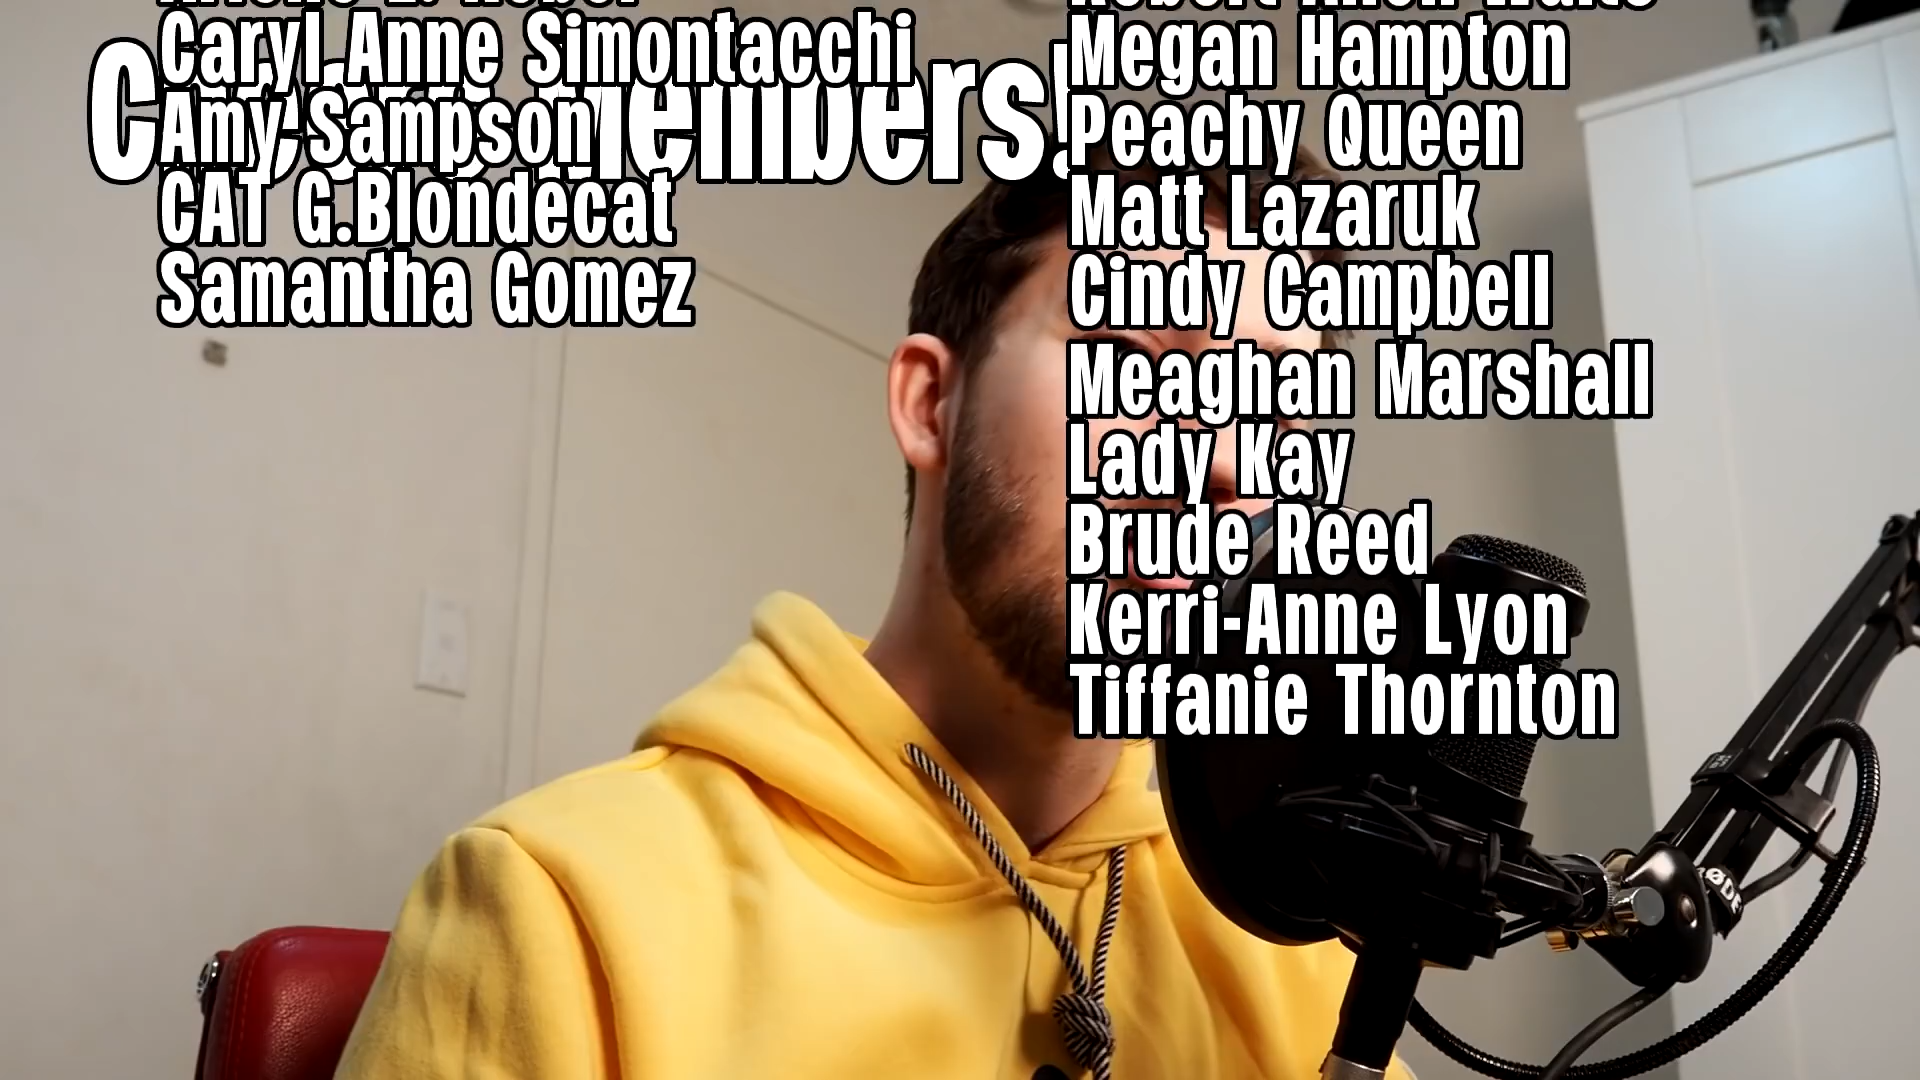 Caryl Anne Simontacchi
Amy Sampson
CAT G.Blondecat
Samantha Gomez
Members!
Megan Hampton
Peachy Queen
Matt Lazaruk
Cindy Campbell
Meaghan Marshall
Lady Kay
Brude Reed
Kerri-Anne Lyon
Tiffanie Thornton